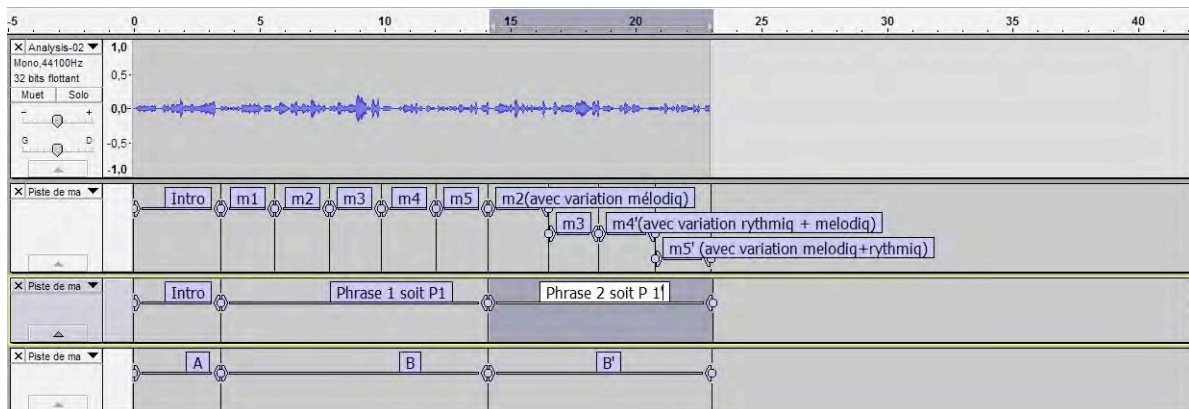 -5 0 5 10 15 20 25 30 35 40
Analysis-02
Mono,44100Hz
32 bits flottant
Muet Solo
- +
G D
1,0
0,5
0,0
-0,5
-1,0
Piste de ma
Intro m1 m2 m3 m4 m5 m2(avec variation mélodiq)
m3 m4'(avec variation rythmiq + melodiq)
m5' (avec variation melodiq+rythmiq)
Piste de ma
Intro Phrase 1 soit P1 Phrase 2 soit P 1'
Piste de ma
A B B'